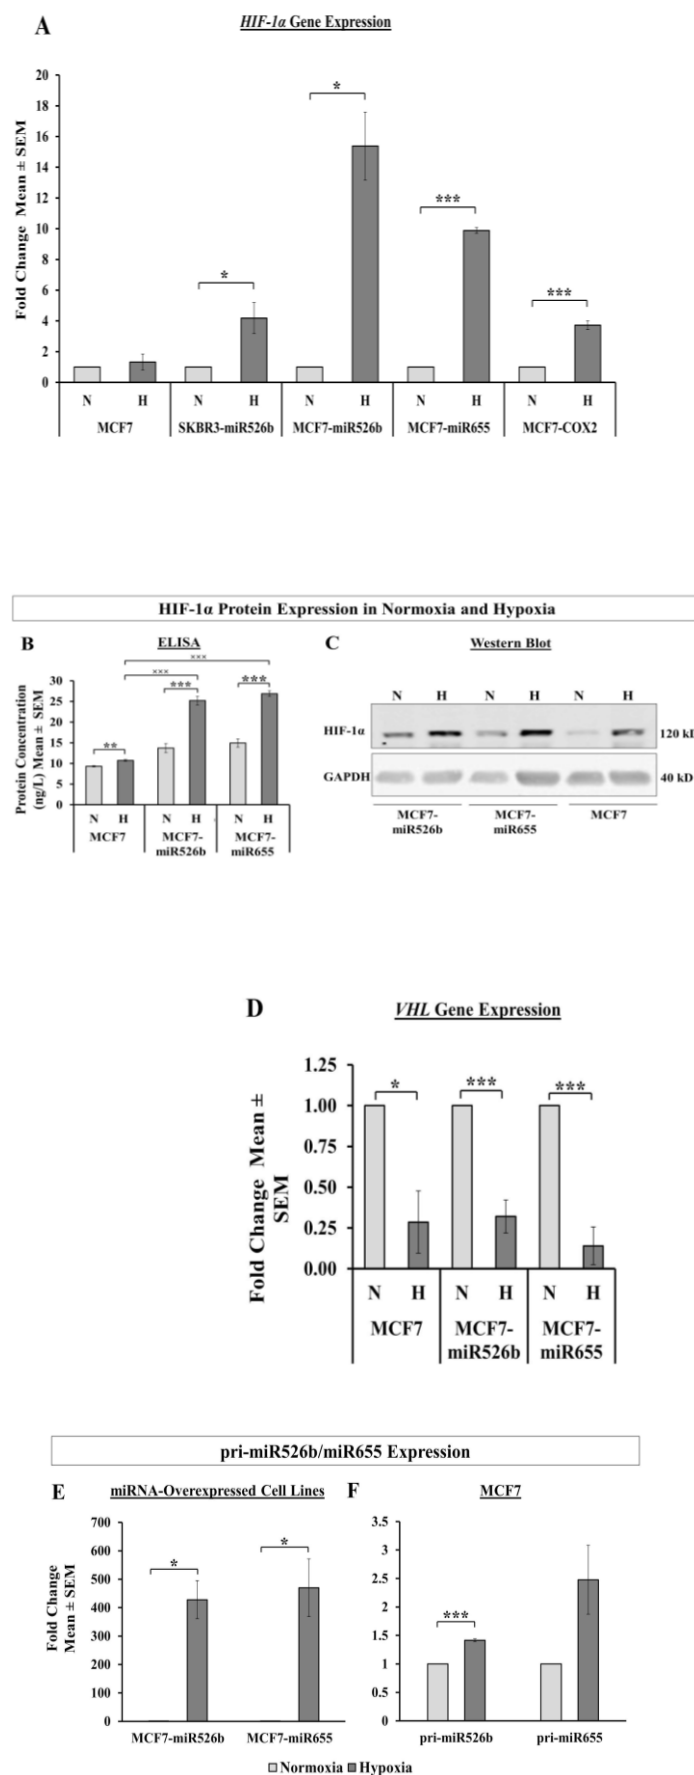 A
HIF-1α Gene Expression
Fold Change Mean ± SEM
20
18
16
14
12
10
8
6
4
2
0
* * *** ***
N H N H N H N H N H
MCF7 SKBR3-miR526b MCF7-miR526b MCF7-miR655 MCF7-COX2
HIF-1α Protein Expression in Normoxia and Hypoxia
B
ELISA
Protein Concentration
(ng/L) Mean ± SEM
30
25
20
15
10
5
0
×××
×××
** *** ***
N H N H N H
MCF7 MCF7-
miR526b
MCF7-
miR655
C
Western Blot
N H N H N H
HIF-1α 120 kD
GAPDH 40 kD
MCF7-
miR526b
MCF7-
miR655
MCF7
D
VHL Gene Expression
Fold Change Mean ±
SEM
1.25
1.00
0.75
0.50
0.25
0.00
* *** ***
N H N H N H
MCF7 MCF7-
miR526b
MCF7-
miR655
pri-miR526b/miR655 Expression
E
miRNA-Overexpressed Cell Lines
Fold Change
Mean ± SEM
700
600
500
400
300
200
100
0
* *
MCF7-miR526b MCF7-miR655
F
MCF7
3.5
3
2.5
2
1.5
1
0.5
0
***
pri-miR526b pri-miR655
Normoxia Hypoxia